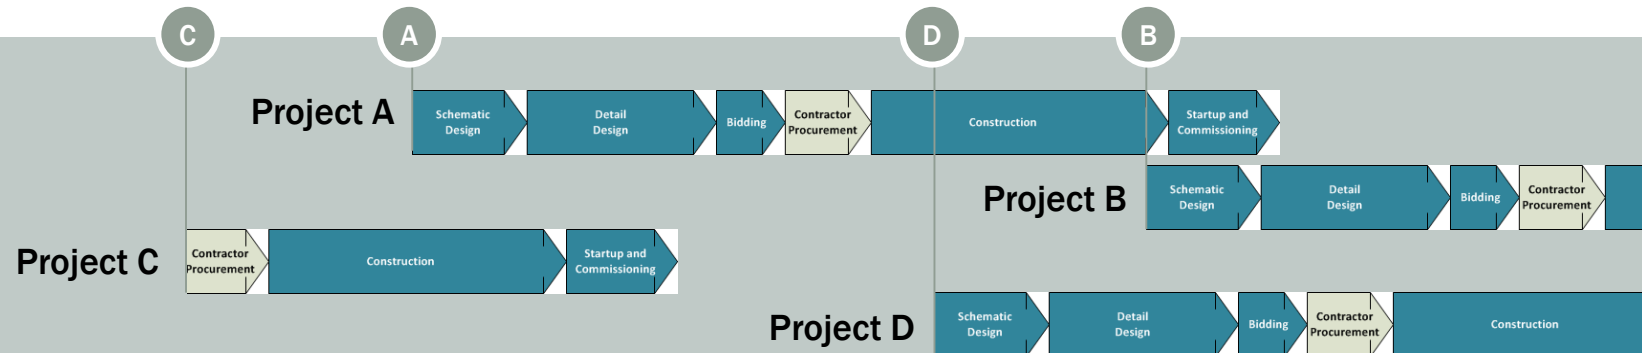 C
A
D
B
Project A
Schematic
Design
Detail
Design
Bidding
Contractor
Procurement
Construction
Startup and
Commissioning
Project B
Schematic
Design
Detail
Design
Bidding
Contractor
Procurement
Project C
Contractor
Procurement
Construction
Startup and
Commissioning
Project D
Schematic
Design
Detail
Design
Bidding
Contractor
Procurement
Construction